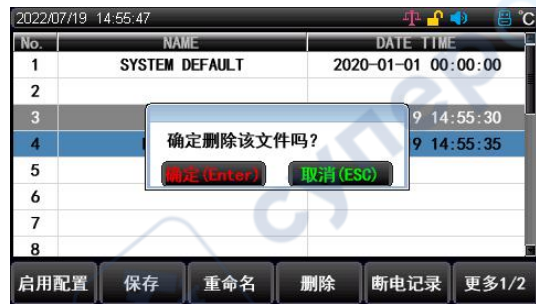 2022/07/19 14:55:47 ℃
No. NAME DATE TIME
1 SYSTEM DEFAULT 2020-01-01 00:00:00
2
3 9 14:55:30
4 9 14:55:35
确定删除该文件吗?
确定(Enter) 取消(ESC)
5
6
7
8
启用配置 保存 重命名 删除 断电记录 更多1/2